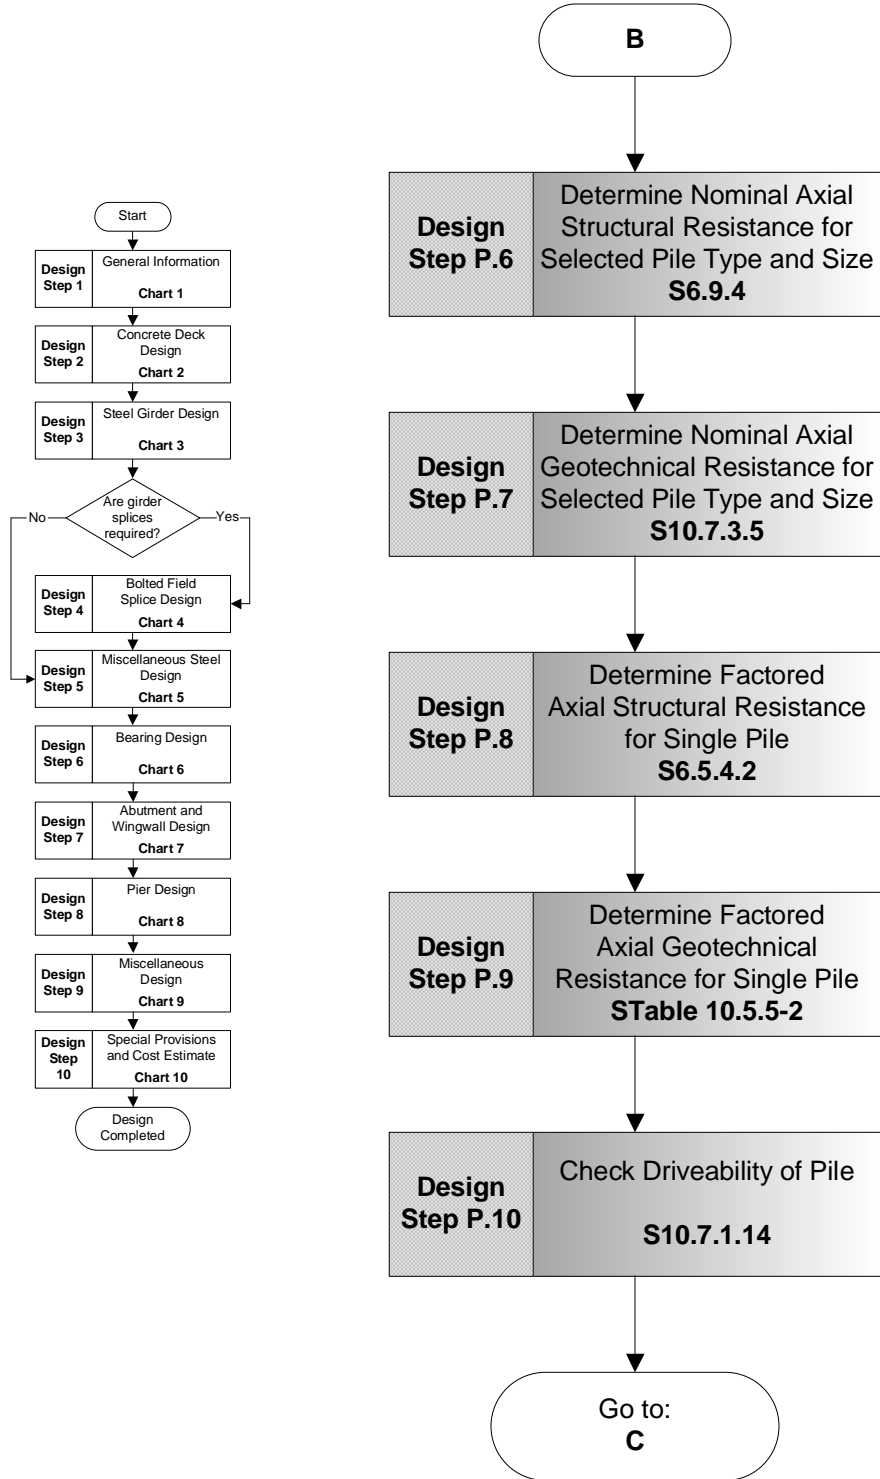 Start
Design
Step 1
General Information
Chart 1
Design
Step 2
Concrete Deck
Design
Chart 2
Design
Step 3
Steel Girder Design
Chart 3
Are girder
splices
required?
No
Yes
Design
Step 4
Bolted Field
Splice Design
Chart 4
Design
Step 5
Miscellaneous Steel
Design
Chart 5
Design
Step 6
Bearing Design
Chart 6
Design
Step 7
Abutment and
Wingwall Design
Chart 7
Design
Step 8
Pier Design
Chart 8
Design
Step 9
Miscellaneous
Design
Chart 9
Design
Step
10
Special Provisions
and Cost Estimate
Chart 10
Design
Completed
B
Design
Step P.6
Determine Nominal Axial
Structural Resistance for
Selected Pile Type and Size
S6.9.4
Design
Step P.7
Determine Nominal Axial
Geotechnical Resistance for
Selected Pile Type and Size
S10.7.3.5
Design
Step P.8
Determine Factored
Axial Structural Resistance
for Single Pile
S6.5.4.2
Design
Step P.9
Determine Factored
Axial Geotechnical
Resistance for Single Pile
STable 10.5.5-2
Design
Step P.10
Check Driveability of Pile
S10.7.1.14
Go to:
C